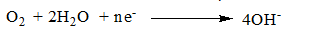 O₂ + 2H₂O + ne⁻ ⟶ 4OH⁻